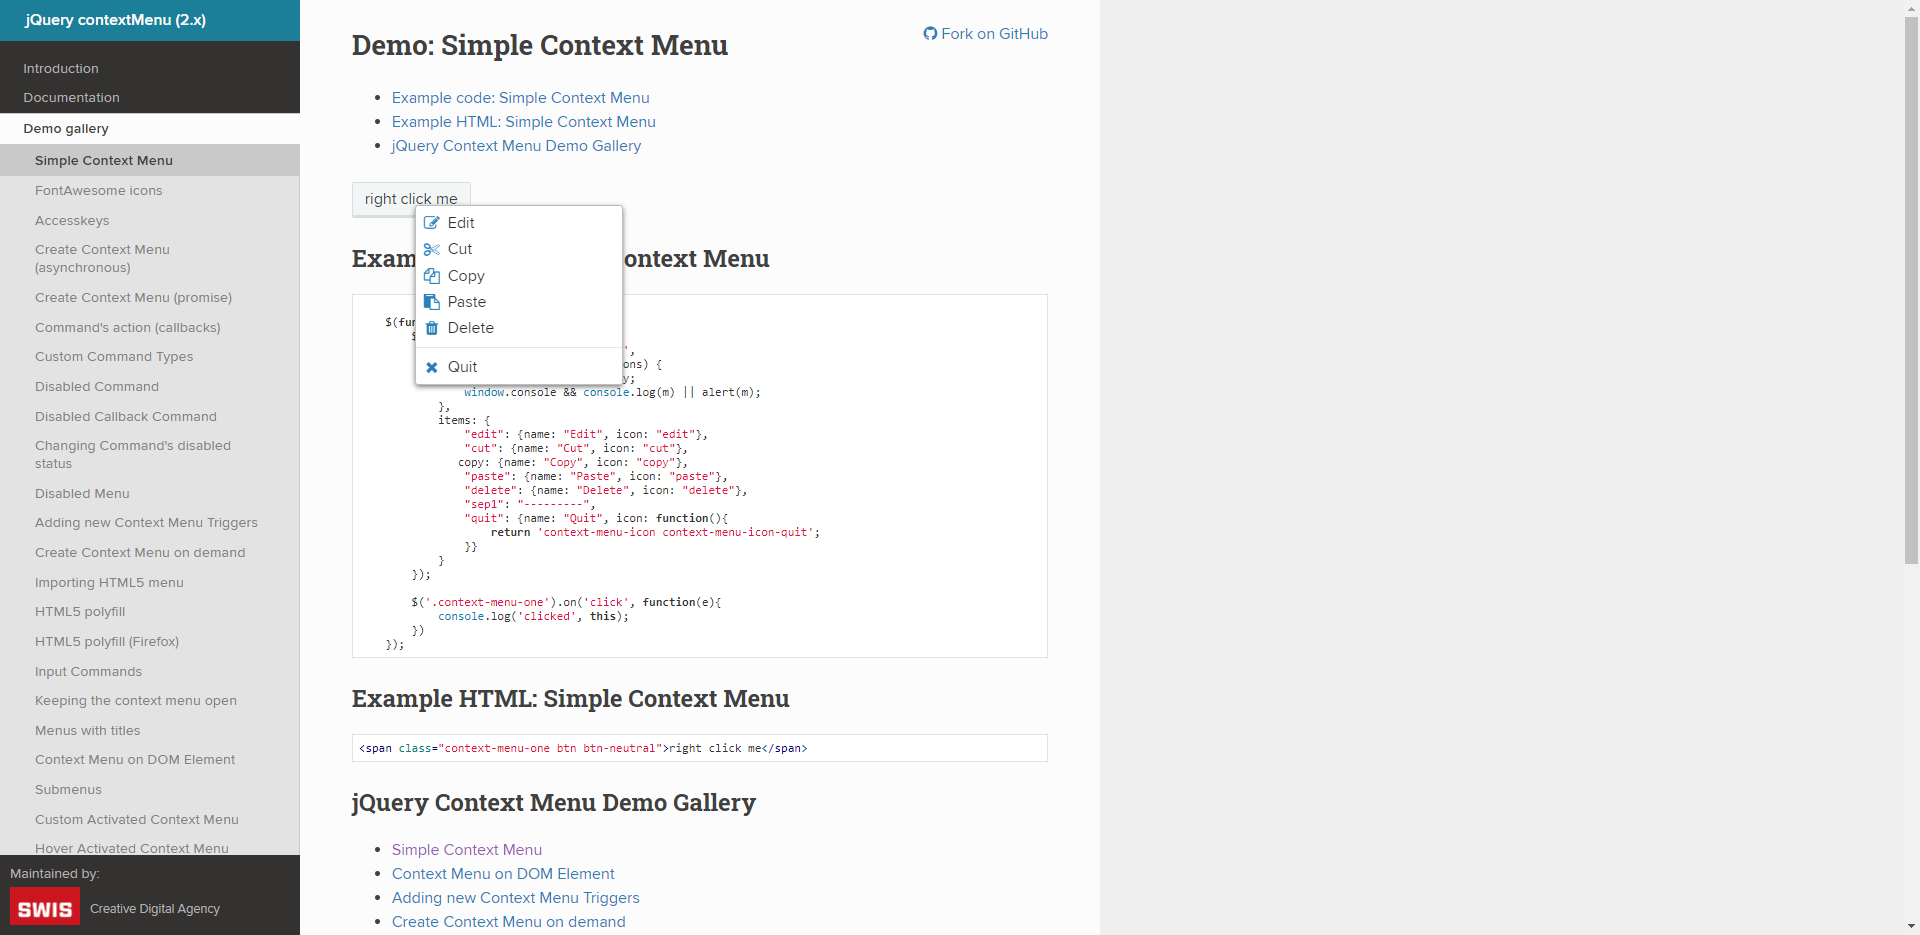 jQuery contextMenu (2.x)
Introduction
Documentation
Demo gallery
Simple Context Menu
FontAwesome icons
Accesskeys
Create Context Menu
(asynchronous)
Create Context Menu (promise)
Command's action (callbacks)
Custom Command Types
Disabled Command
Disabled Callback Command
Changing Command's disabled
status
Disabled Menu
Adding new Context Menu Triggers
Create Context Menu on demand
Importing HTML5 menu
HTML5 polyfill
HTML5 polyfill (Firefox)
Input Commands
Keeping the context menu open
Menus with titles
Context Menu on DOM Element
Submenus
Custom Activated Context Menu
Hover Activated Context Menu
Maintained by:
SWIS Creative Digital Agency
Demo: Simple Context Menu
Fork on GitHub
Example code: Simple Context Menu
Example HTML: Simple Context Menu
jQuery Context Menu Demo Gallery
right click me
Edit
Cut
Copy
Paste
Delete
Quit
Exam ontext Menu
$(fu
$
',
ons) {
y;
window.console && console.log(m) || alert(m);
},
items: {
"edit": {name: "Edit", icon: "edit"},
"cut": {name: "Cut", icon: "cut"},
copy: {name: "Copy", icon: "copy"},
"paste": {name: "Paste", icon: "paste"},
"delete": {name: "Delete", icon: "delete"},
"sep1": "---------",
"quit": {name: "Quit", icon: function(){
return 'context-menu-icon context-menu-icon-quit';
}}
}
});
$('.context-menu-one').on('click', function(e){
console.log('clicked', this);
})
});
Example HTML: Simple Context Menu
<span class="context-menu-one btn btn-neutral">right click me</span>
jQuery Context Menu Demo Gallery
Simple Context Menu
Context Menu on DOM Element
Adding new Context Menu Triggers
Create Context Menu on demand